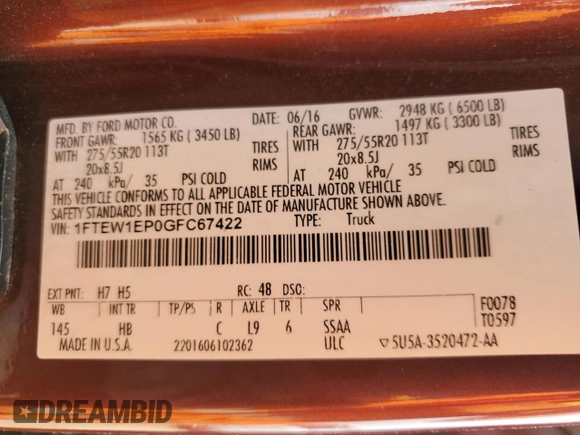 MFD. BY FORD MOTOR CO. DATE: 06/16 GVWR: 2948 KG (6500 LB)
FRONT GAWR: 1565 KG (3450 LB) REAR GAWR: 1497 KG (3300 LB)
WITH 275/55R20 113T TIRES WITH 275/55R20 113T TIRES
20x8.5J RIMS 20x8.5J RIMS
AT 240 kPa/ 35 PSI COLD AT 240 kPa/ 35 PSI COLD
THIS VEHICLE CONFORMS TO ALL APPLICABLE FEDERAL MOTOR VEHICLE
SAFETY STANDARDS IN EFFECT ON THE DATE OF MANUFACTURE SHOWN ABOVE.
VIN: 1FTEW1EP0GFC67422 TYPE: Truck
EXT PNT: H7 H5 RC: 48 DSO:
WB INT TR TP/PS R AXLE TR SPR F0078
145 HB C L9 6 SSAA T0597
MADE IN U.S.A. 2201606102362 ULC ▽5U5A-3520472-AA
DREAMBID